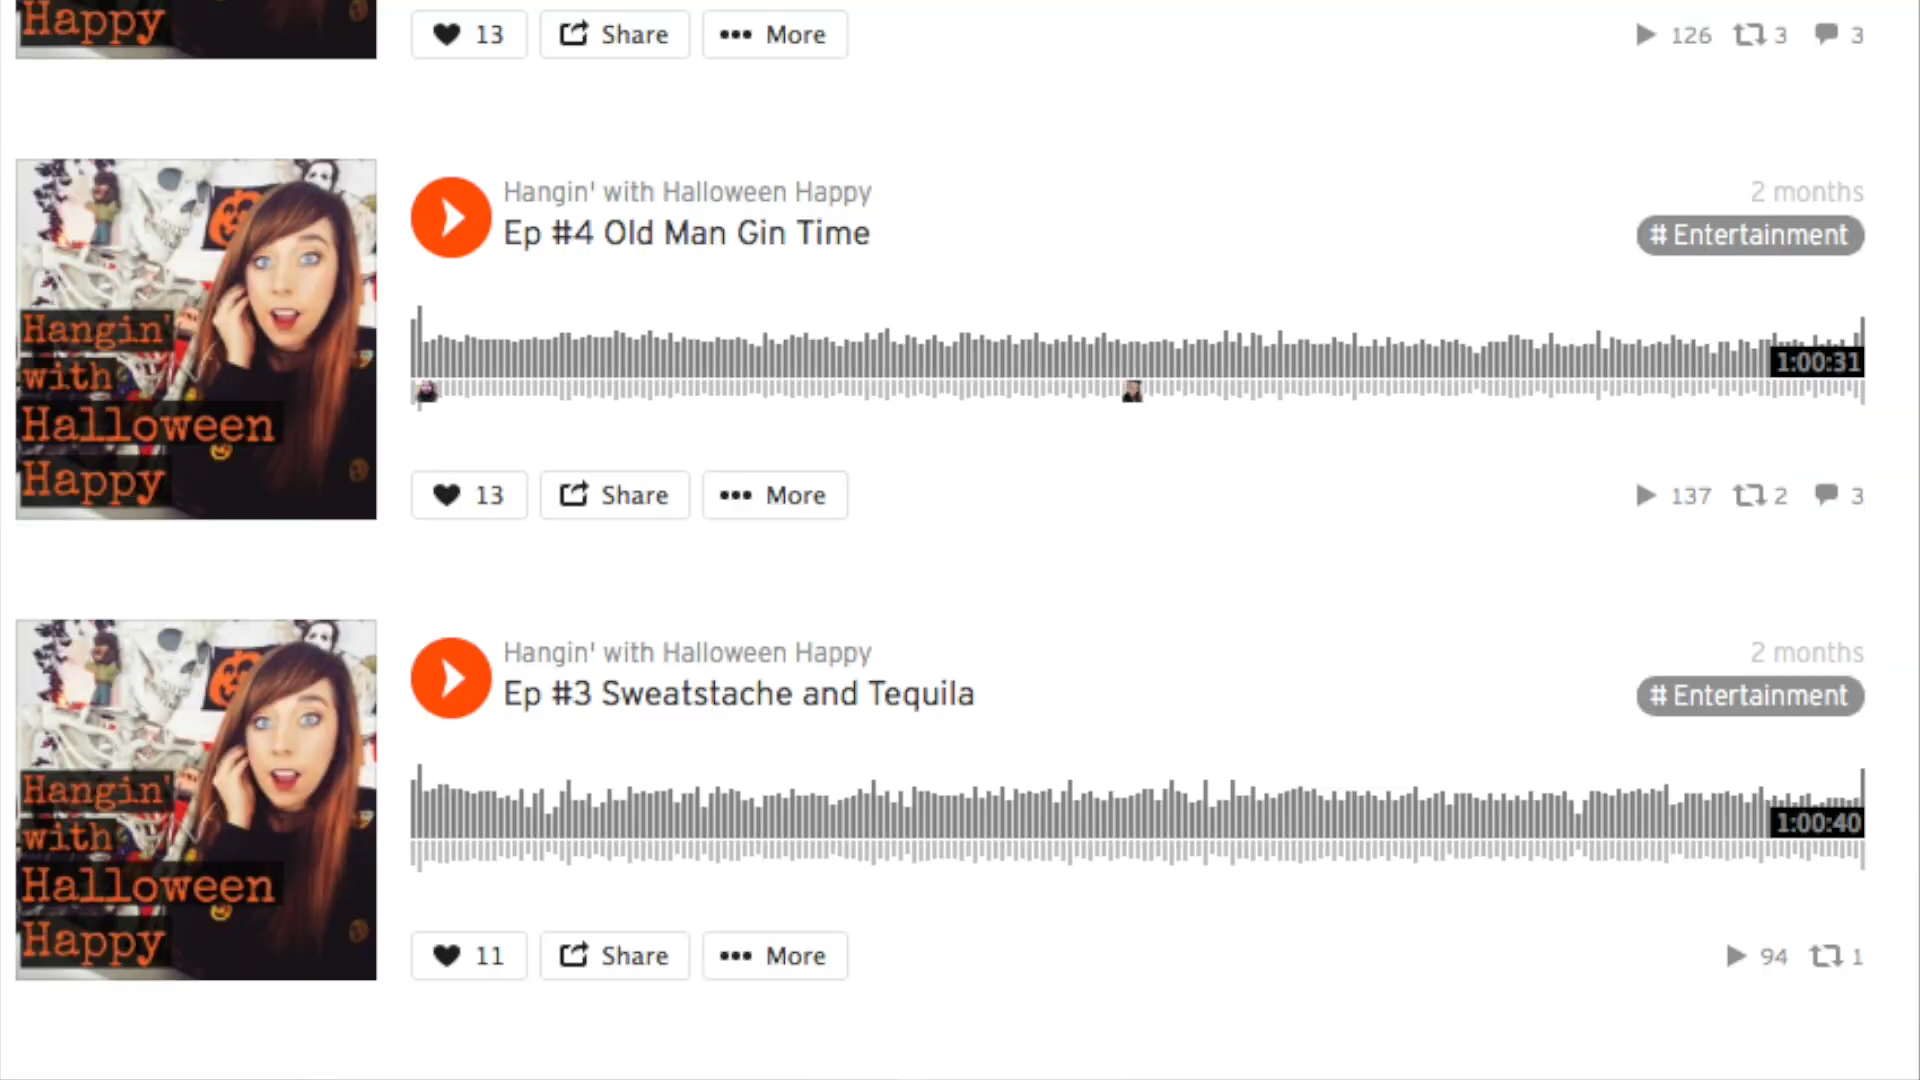 Happy
13 Share More 126 3 3
Hangin' with Halloween Happy 2 months
Ep #4 Old Man Gin Time # Entertainment
Hangin'
with
Halloween
Happy
1:00:31
13 Share More 137 2 3
Hangin' with Halloween Happy 2 months
Ep #3 Sweatstache and Tequila # Entertainment
Hangin'
with
Halloween
Happy
1:00:40
11 Share More 94 1